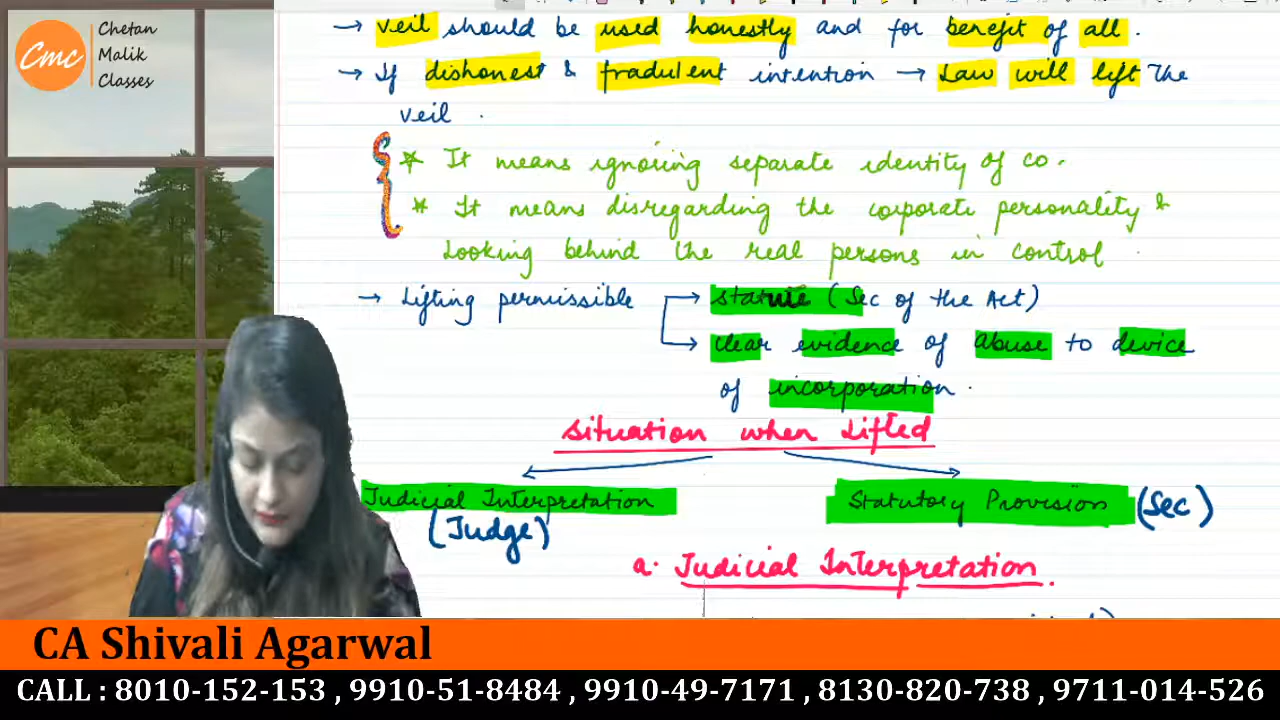 Cmc
Chetan
Malik
Classes
→ veil should be used honestly and for benefit of all.
→ If dishonest & fradulent intention → Law will lift the
veil.
* It means ignoring separate identity of co.
* It means disregarding the corporate personality &
Looking behind the real persons in control
→ Lifting permissible → statute (Sec of the Act)
→ clear evidence of abuse to device
of incorporation.
Situation when Lifted
Judicial Interpretation Statutory Provision (Sec)
(Judge)
a. Judicial Interpretation.
CA Shivali Agarwal
CALL : 8010-152-153 , 9910-51-8484 , 9910-49-7171 , 8130-820-738 , 9711-014-526